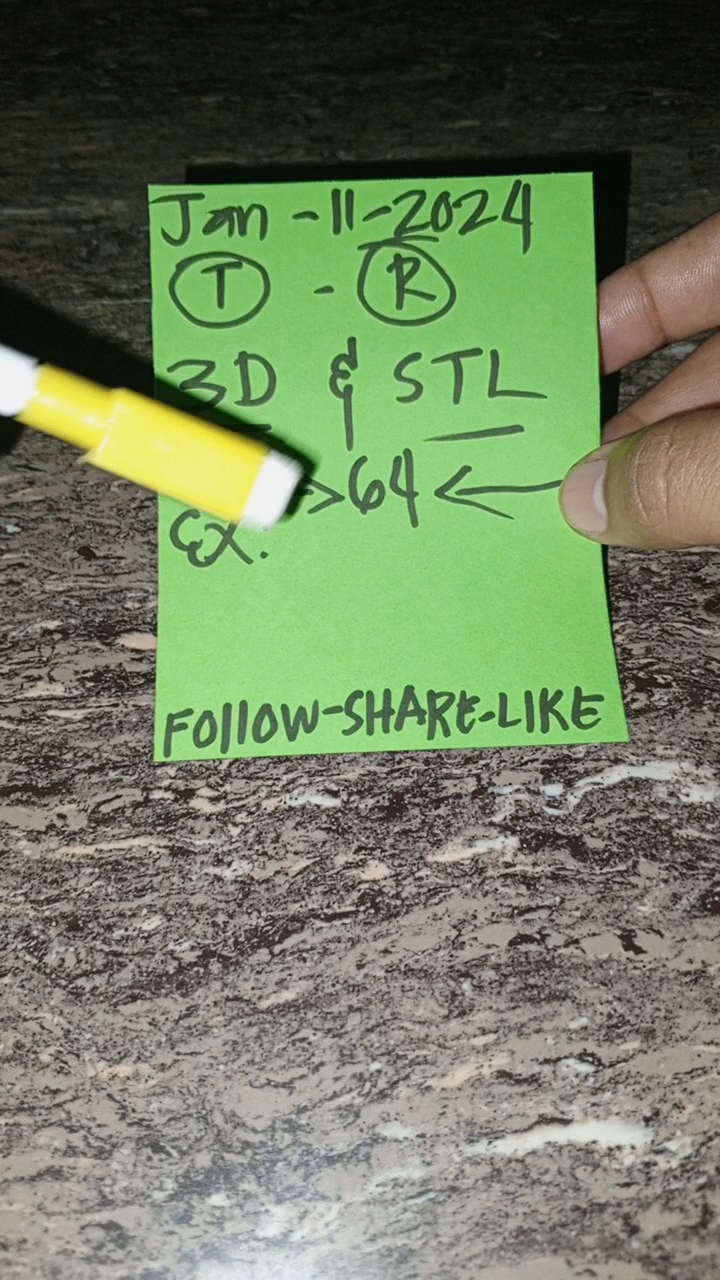 Jan-11-2024
T - R
3D & STL
>64<
Ex:
FOLLOW-SHARE-LIKE